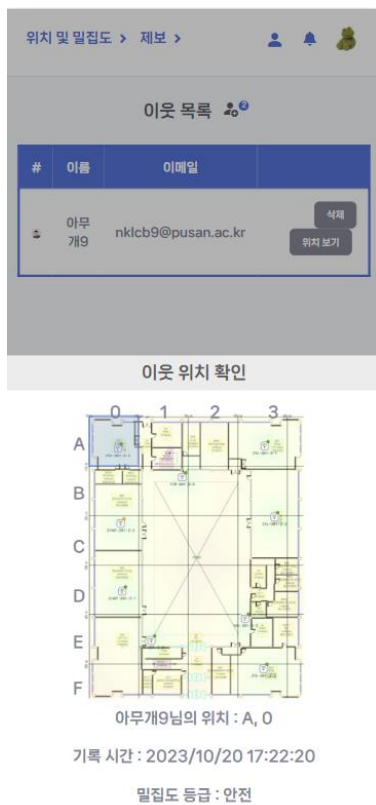 위치 및 밀집도 > 제보 >
이웃 목록 2
# 이름 이메일
아무개9 nklcb9@pusan.ac.kr 삭제
위치 보기
이웃 위치 확인
0 1 2 3
A
B
C
D
E
F
아무개9님의 위치 : A, 0
기록 시간 : 2023/10/20 17:22:20
밀집도 등급 : 안전